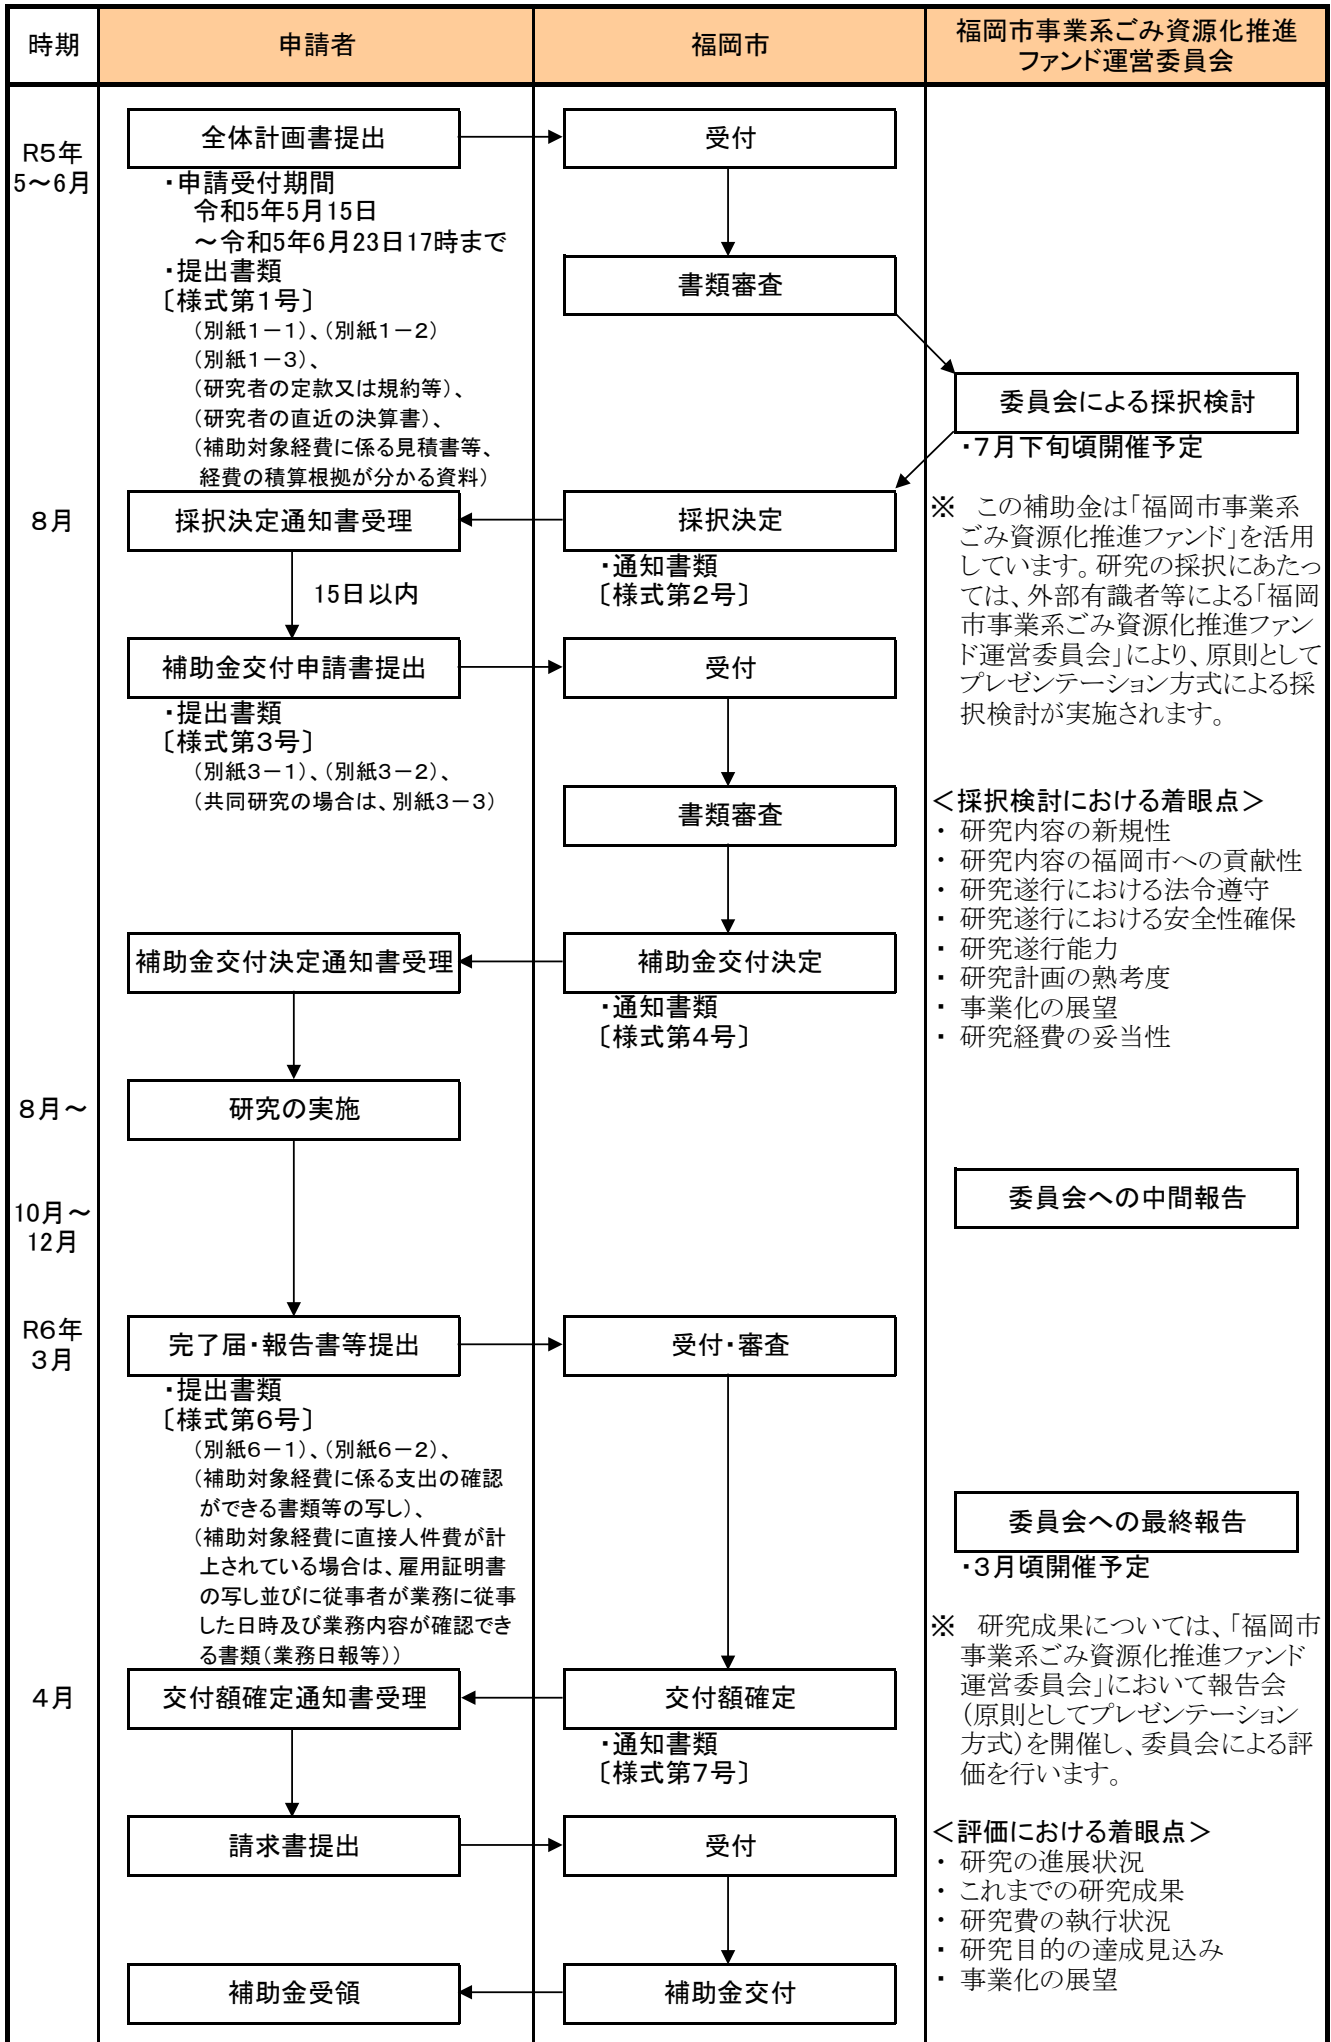 時期
申請者
福岡市
福岡市事業系ごみ資源化推進
ファンド運営委員会
R5年
5～6月
全体計画書提出
受付
・申請受付期間
令和5年5月15日
～令和5年6月23日17時まで
・提出書類
〔様式第1号〕
（別紙1－1）、（別紙1－2）
（別紙1－3）、
（研究者の定款又は規約等）、
（研究者の直近の決算書）、
（補助対象経費に係る見積書等、
経費の積算根拠が分かる資料）
書類審査
委員会による採択検討
・7月下旬頃開催予定
8月
採択決定通知書受理
採択決定
・通知書類
〔様式第2号〕
15日以内
※　この補助金は「福岡市事業系
ごみ資源化推進ファンド」を活用
しています。研究の採択にあたっ
ては、外部有識者等による「福岡
市事業系ごみ資源化推進ファン
ド運営委員会」により、原則として
プレゼンテーション方式による採
択検討が実施されます。
補助金交付申請書提出
受付
・提出書類
〔様式第3号〕
（別紙3－1）、（別紙3－2）、
（共同研究の場合は、別紙3－3）
書類審査
＜採択検討における着眼点＞
・ 研究内容の新規性
・ 研究内容の福岡市への貢献性
・ 研究遂行における法令遵守
・ 研究遂行における安全性確保
・ 研究遂行能力
・ 研究計画の熟考度
・ 事業化の展望
・ 研究経費の妥当性
補助金交付決定通知書受理
補助金交付決定
・通知書類
〔様式第4号〕
8月～
研究の実施
10月～
12月
委員会への中間報告
R6年
3月
完了届・報告書等提出
受付・審査
・提出書類
〔様式第6号〕
（別紙6－1）、（別紙6－2）、
（補助対象経費に係る支出の確認
ができる書類等の写し）、
（補助対象経費に直接人件費が計
上されている場合は、雇用証明書
の写し並びに従事者が業務に従事
した日時及び業務内容が確認でき
る書類（業務日報等））
委員会への最終報告
・3月頃開催予定
※　研究成果については、「福岡市
事業系ごみ資源化推進ファンド
運営委員会」において報告会
（原則としてプレゼンテーション
方式）を開催し、委員会による評
価を行います。
4月
交付額確定通知書受理
交付額確定
・通知書類
〔様式第7号〕
請求書提出
受付
＜評価における着眼点＞
・ 研究の進展状況
・ これまでの研究成果
・ 研究費の執行状況
・ 研究目的の達成見込み
・ 事業化の展望
補助金受領
補助金交付